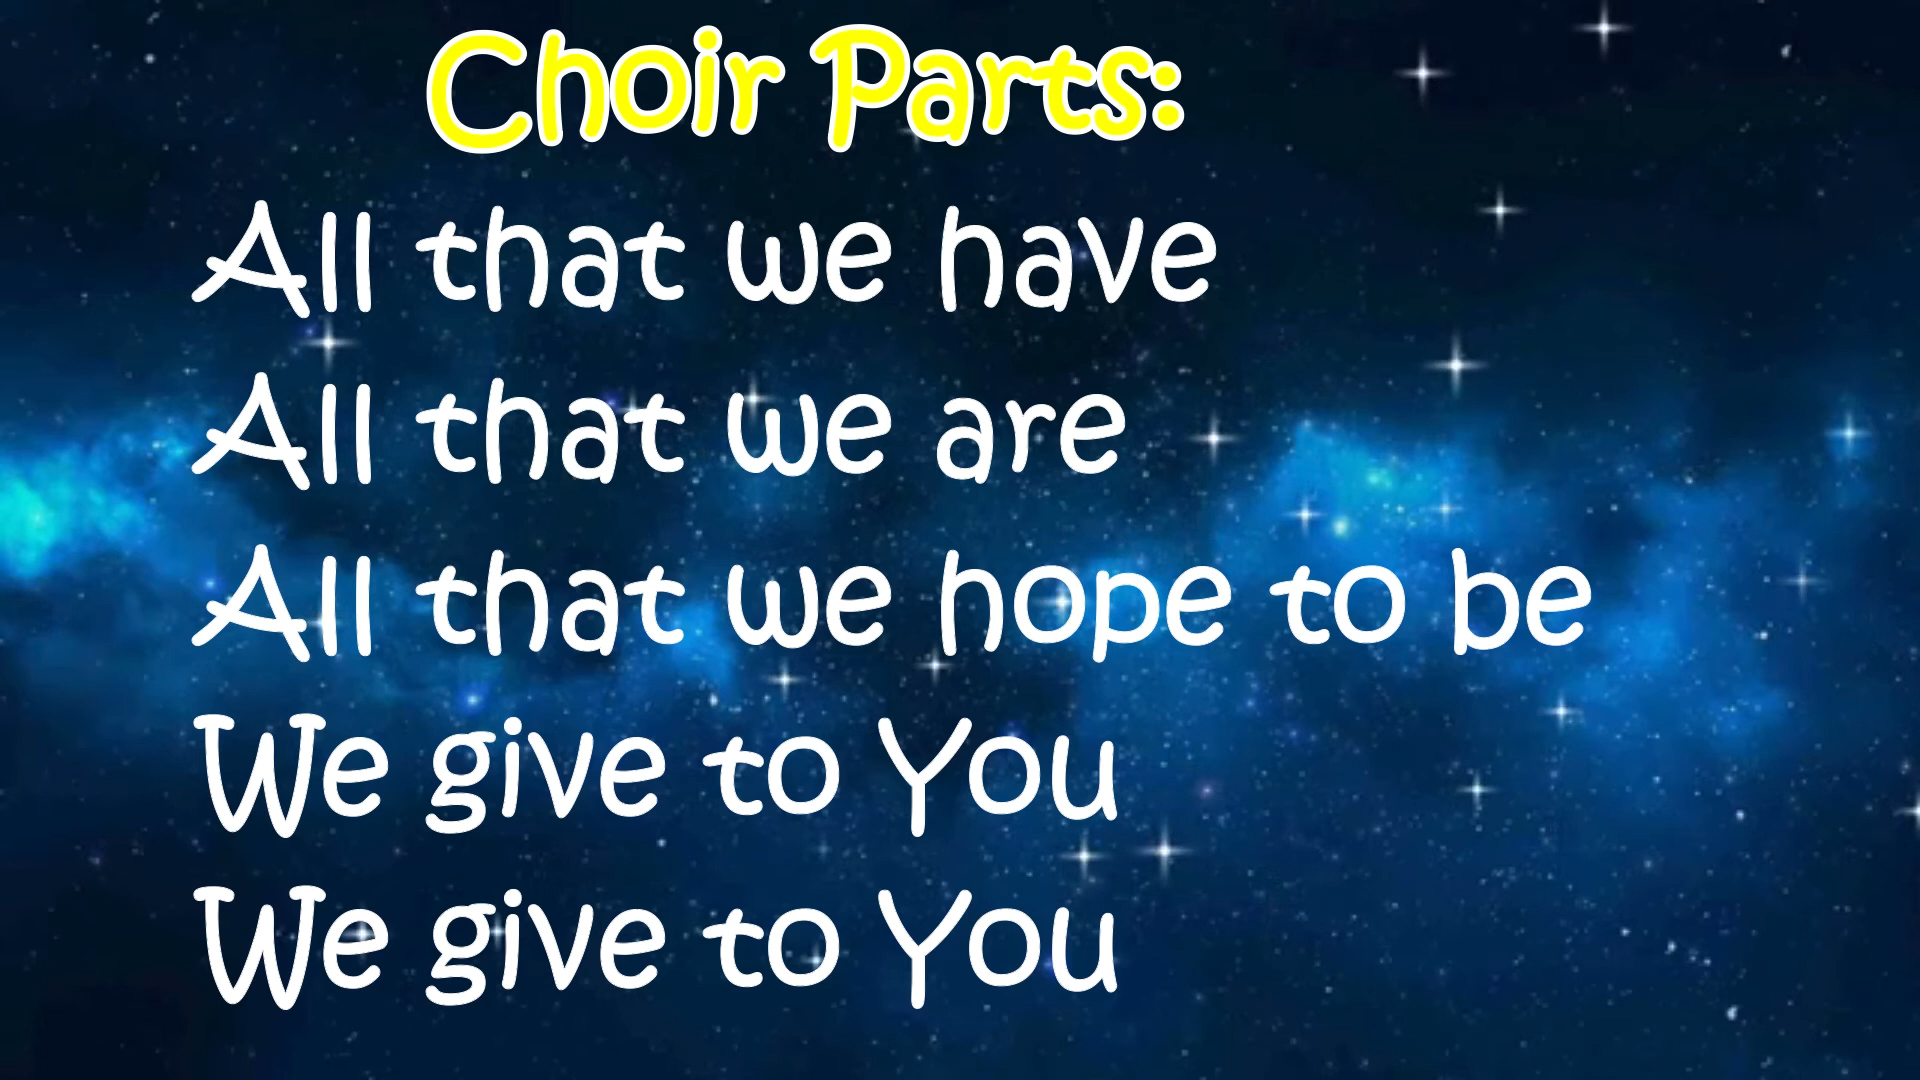 Choir Parts:
All that we have
All that we are
All that we hope to be
We give to You
We give to You